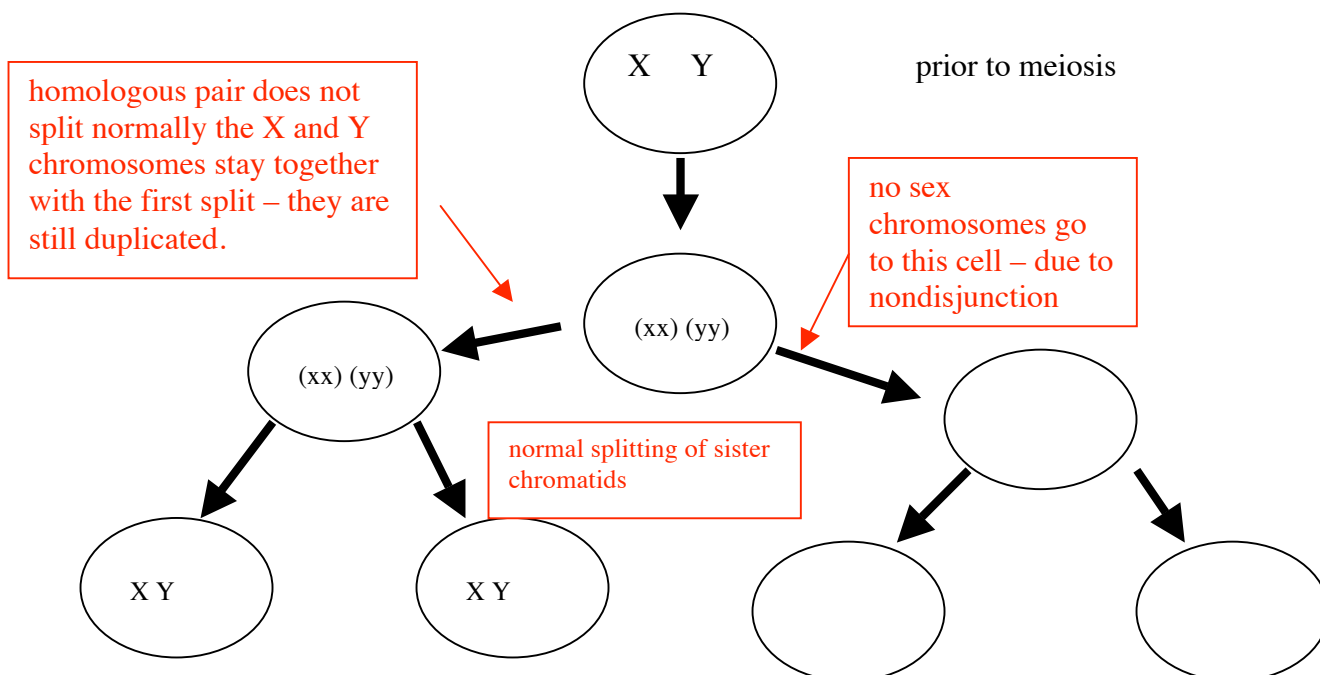 X Y
prior to meiosis
homologous pair does not
split normally the X and Y
chromosomes stay together
with the first split – they are
still duplicated.
no sex
chromosomes go
to this cell – due to
nondisjunction
(xx) (yy)
(xx) (yy)
normal splitting of sister
chromatids
X Y
X Y